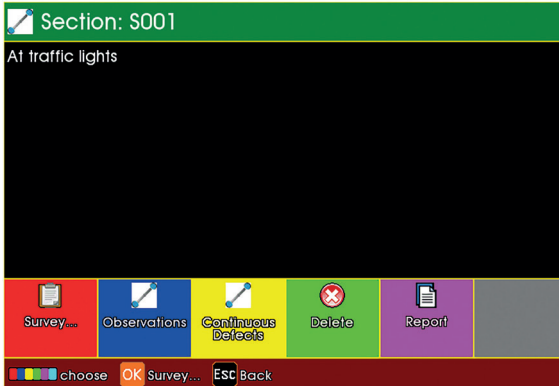 Section: S001
At traffic lights
Survey...
Observations
Continuous
Defects
Delete
Report
choose OK Survey... ESC Back